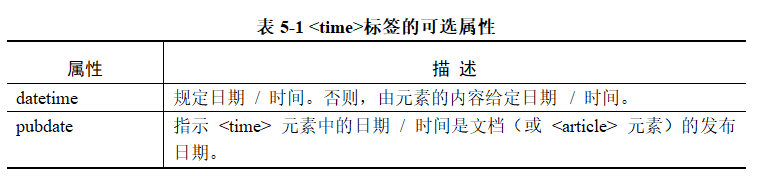 表 5-1 <time>标签的可选属性
属性 描 述
datetime 规定日期 / 时间。否则，由元素的内容给定日期 / 时间。
pubdate 指示 <time> 元素中的日期 / 时间是文档（或 <article> 元素）的发布
日期。